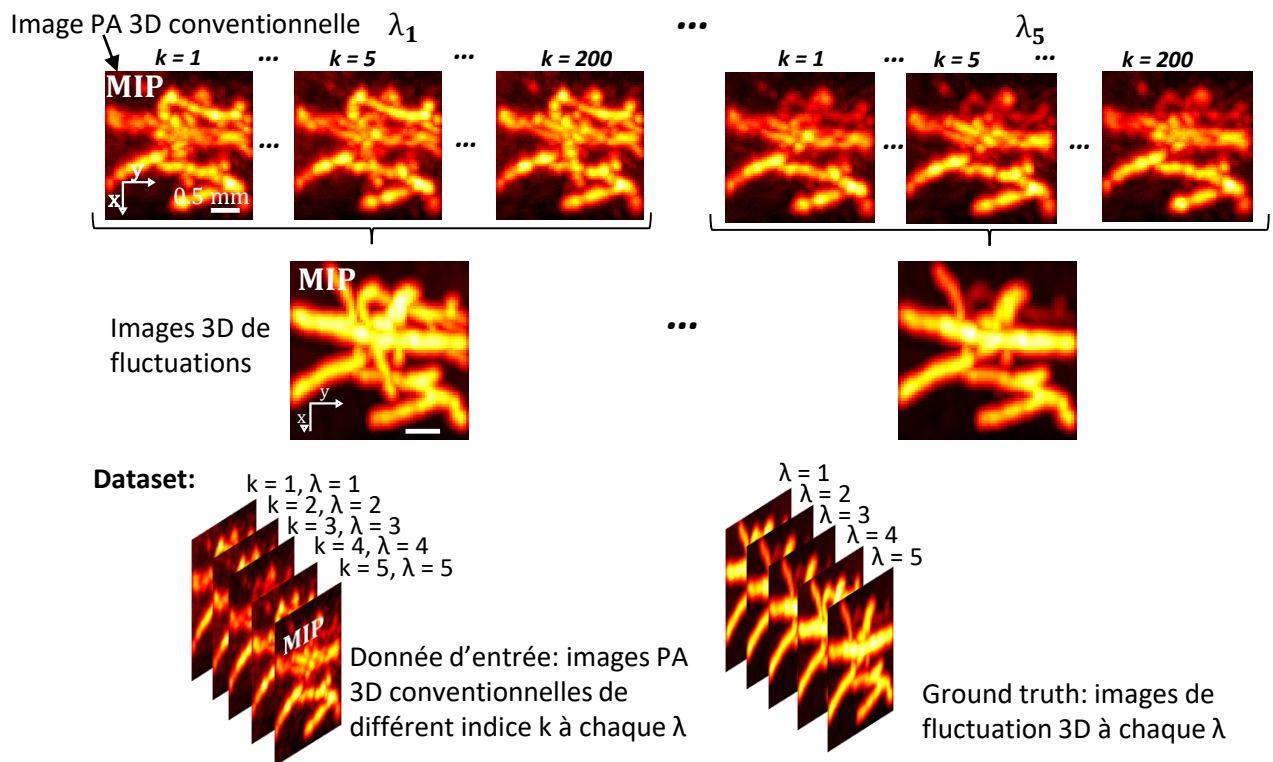 Image PA 3D conventionnelle
λ₁
...
λ₅
k = 1
...
k = 5
...
k = 200
k = 1
...
k = 5
...
k = 200
MIP
...
...
...
...
y
x
0.5 mm
MIP
Images 3D de
fluctuations
...
y
x
Dataset:
k = 1, λ = 1
k = 2, λ = 2
k = 3, λ = 3
k = 4, λ = 4
k = 5, λ = 5
λ = 1
λ = 2
λ = 3
λ = 4
λ = 5
MIP
Donnée d’entrée: images PA
3D conventionnelles de
différent indice k à chaque λ
Ground truth: images de
fluctuation 3D à chaque λ